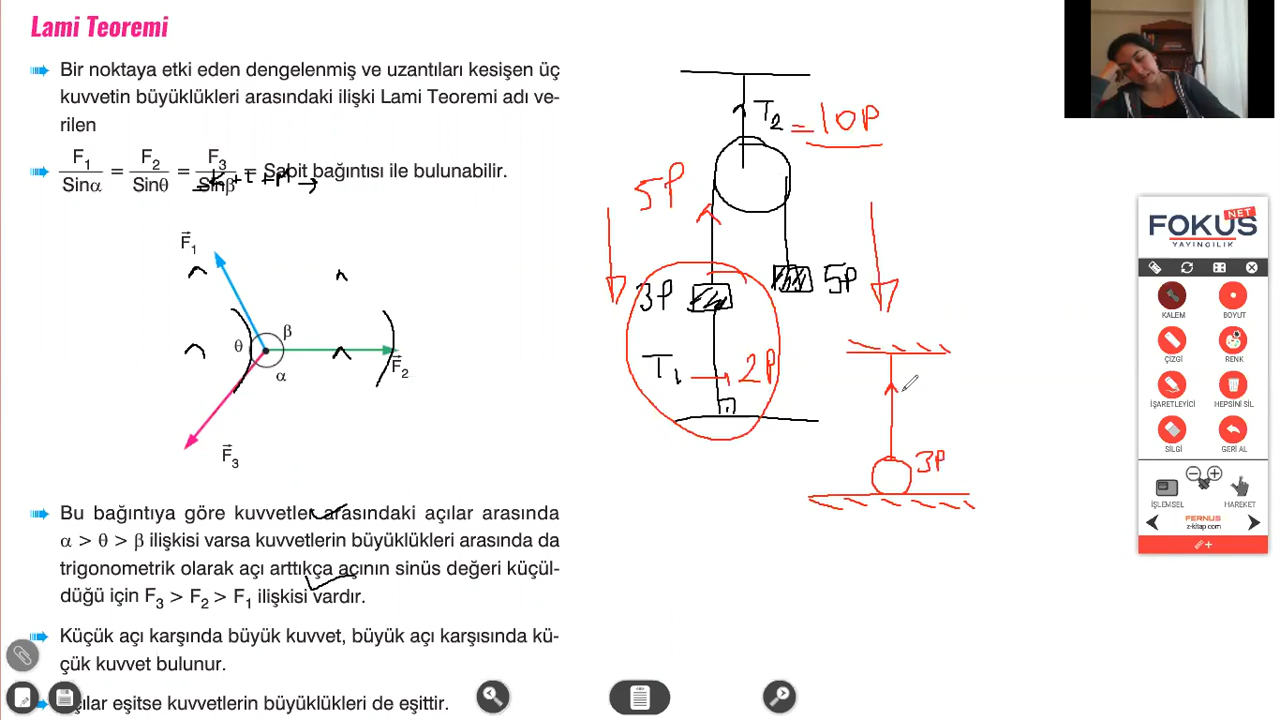 Lami Teoremi
Bir noktaya etki eden dengelenmiş ve uzantıları kesişen üç
kuvvetin büyüklükleri arasındaki ilişki Lami Teoremi adı ve-
rilen
F1/Sinα = F2/Sinθ = F3/Sinβ = Sabit bağıntısı ile bulunabilir.
F1
β
θ
α
F2
F3
Bu bağıntıya göre kuvvetler arasındaki açılar arasında
α > θ > β ilişkisi varsa kuvvetlerin büyüklükleri arasında da
trigonometrik olarak açı arttıkça açının sinüs değeri küçül-
düğü için F3 > F2 > F1 ilişkisi vardır.
Küçük açı karşında büyük kuvvet, büyük açı karşısında kü-
çük kuvvet bulunur.
çılar eşitse kuvvetlerin büyüklükleri de eşittir.
T2 = 10P
5P
3P
5P
T1 → 2P
3P
FOKUS NET
YAYINCILIK
KALEM
BOYUT
ÇİZGİ
RENK
İŞARETLEYİCİ
HEPSİNİ SİL
SİLGİ
GERİ AL
İŞLEMSEL
HAREKET
FERNUS
z-kitap.com